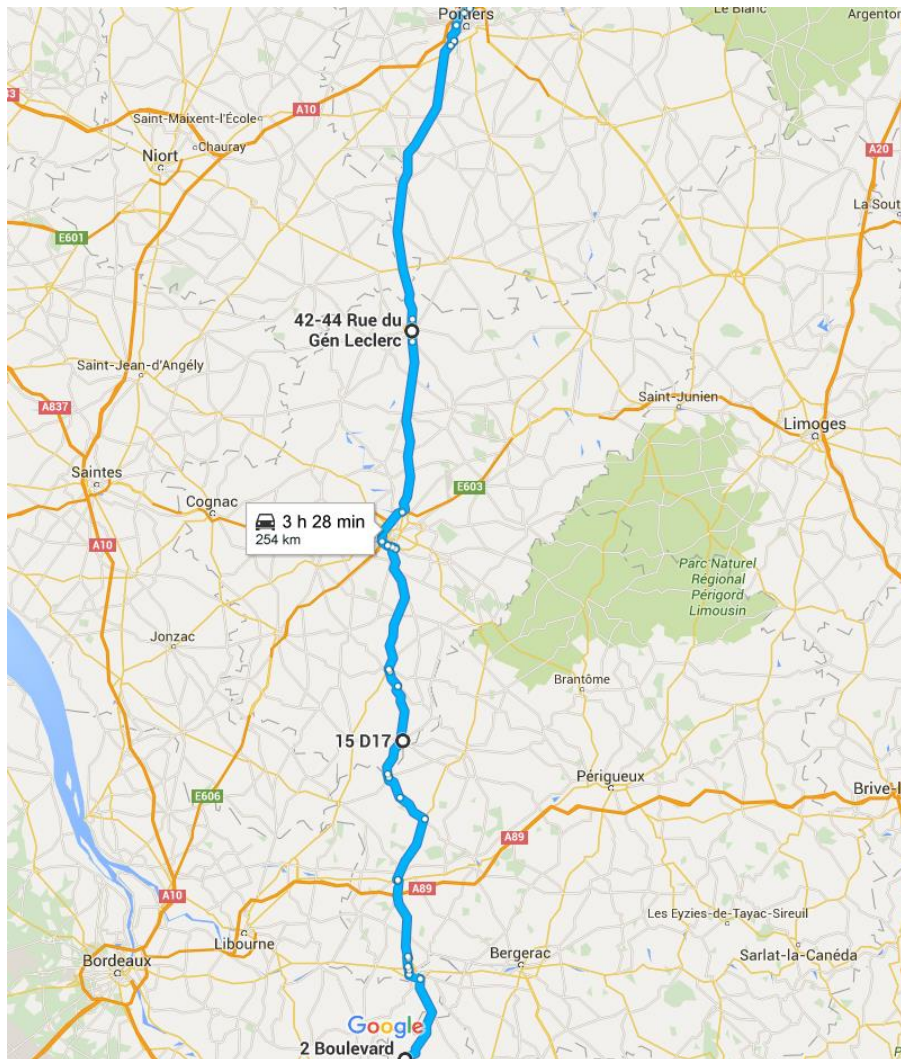 Poitiers
Le Blanc
Argenton
A10
Saint-Maixent-l'École
Chauray
Niort
A20
La Sout
E601
42-44 Rue du
Gén Leclerc
Saint-Jean-d'Angély
A837
Saint-Junien
Limoges
Saintes
Cognac
E603
3 h 28 min
254 km
A10
Parc Naturel
Régional
Périgord
Limousin
Jonzac
Brantôme
15 D17
Périgueux
Brive-l
E606
A89
A10
A89
Les Eyzies-de-Tayac-Sireuil
Libourne
Bergerac
Sarlat-la-Canéda
Bordeaux
Google
2 Boulevard